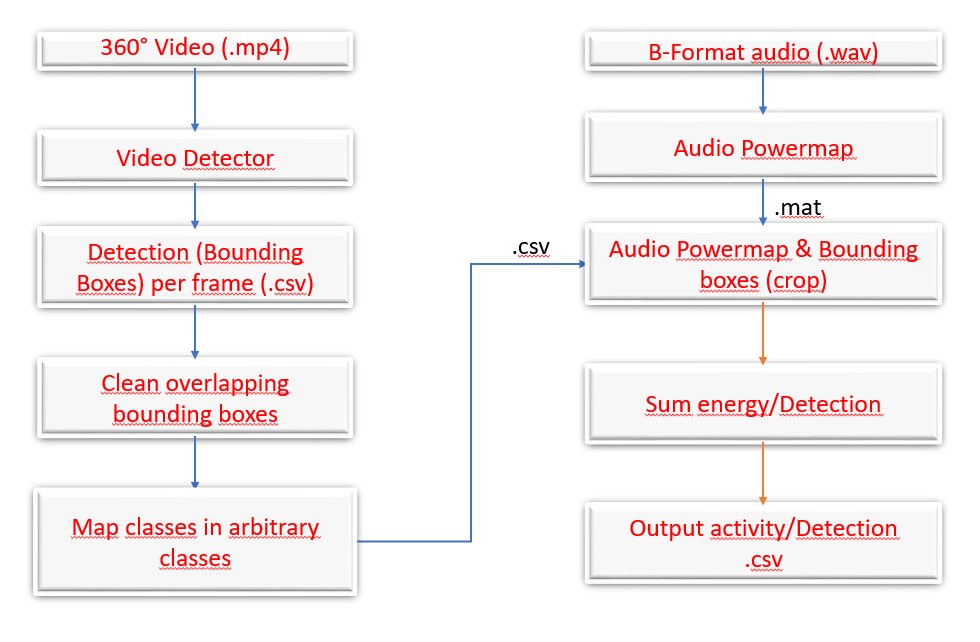 360° Video (.mp4)
Video Detector
Detection (Bounding
Boxes) per frame (.csv)
Clean overlapping
bounding boxes
Map classes in arbitrary
classes
.csv
B-Format audio (.wav)
Audio Powermap
.mat
Audio Powermap & Bounding
boxes (crop)
Sum energy/Detection
Output activity/Detection
.csv